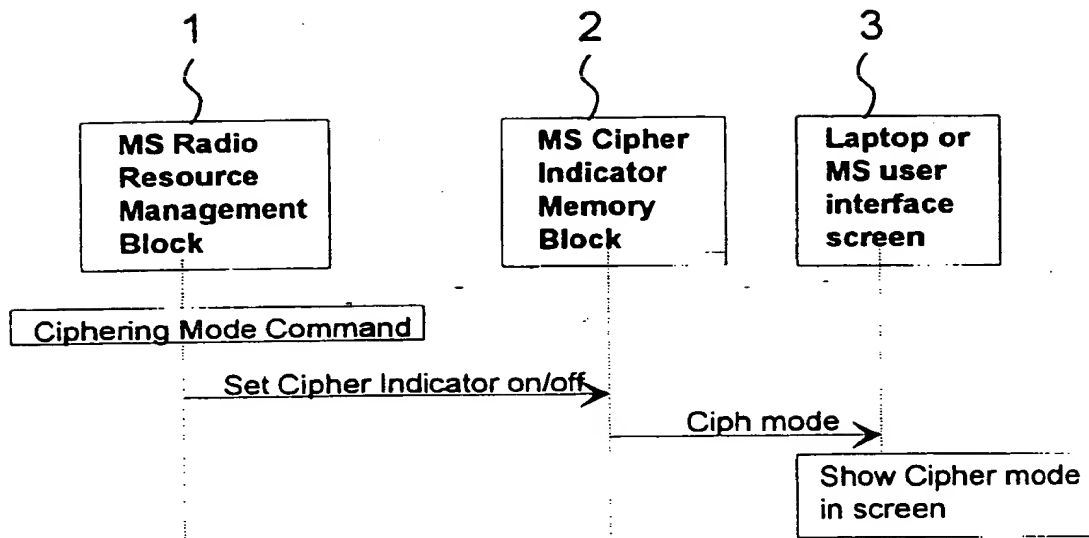 1
2
3
MS Radio
Resource
Management
Block
MS Cipher
Indicator
Memory
Block
Laptop or
MS user
interface
screen
Ciphering Mode Command
Set Cipher Indicator on/off
Ciph mode
Show Cipher mode
in screen